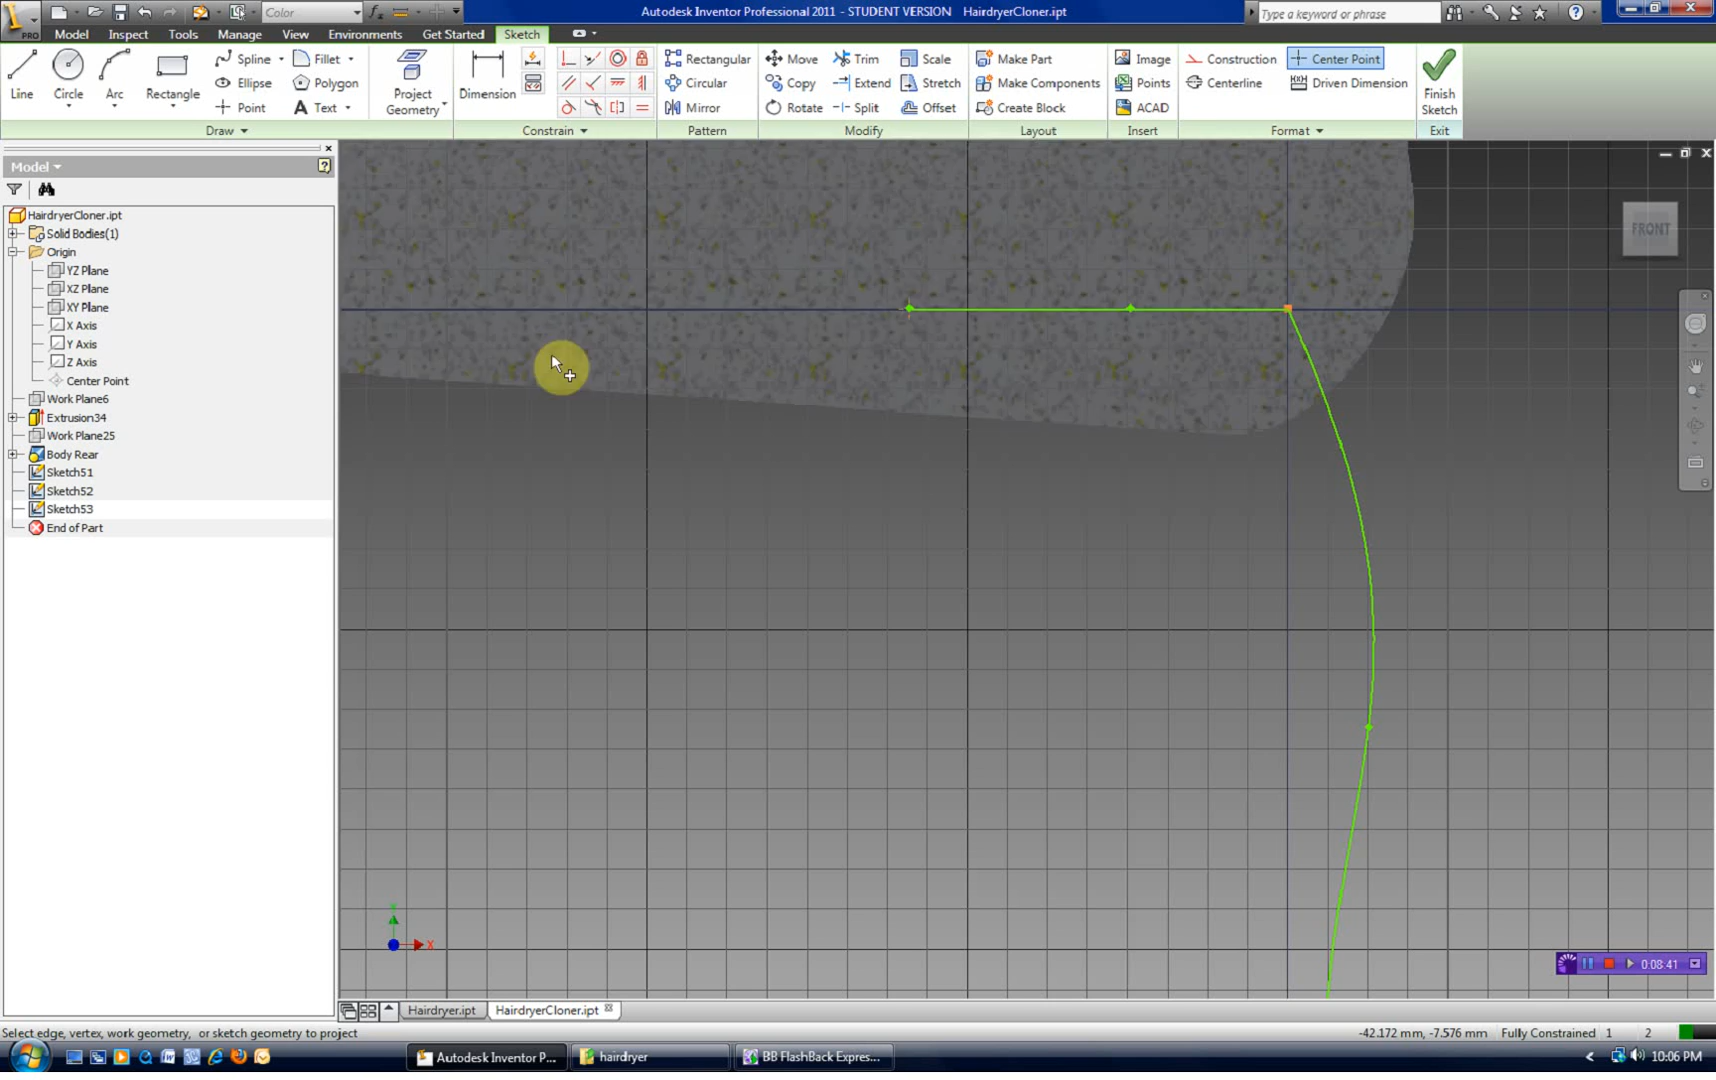 Color
Autodesk Inventor Professional 2011 - STUDENT VERSION HairdryerCloner.ipt
Type a keyword or phrase
PRO
Model Inspect Tools Manage View Environments Get Started Sketch
Line Circle Arc Rectangle Spline Fillet Project Geometry Dimension Rectangular Move Trim Scale Make Part Image Construction Center Point Finish Sketch
Ellipse Polygon Circular Copy Extend Stretch Make Components Points Centerline Driven Dimension
Point Text Mirror Rotate Split Offset Create Block ACAD
Draw Constrain Pattern Modify Layout Insert Format Exit
Model
HairdryerCloner.ipt
Solid Bodies(1)
Origin
YZ Plane
XZ Plane
XY Plane
X Axis
Y Axis
Z Axis
Center Point
Work Plane6
Extrusion34
Work Plane25
Body Rear
Sketch51
Sketch52
Sketch53
End of Part
FRONT
X
0:08:41
Hairdryer.ipt HairdryerCloner.ipt
Select edge, vertex, work geometry, or sketch geometry to project
-42.172 mm, -7.576 mm Fully Constrained 1 2
Autodesk Inventor P... hairdryer BB FlashBack Expres... 10:06 PM